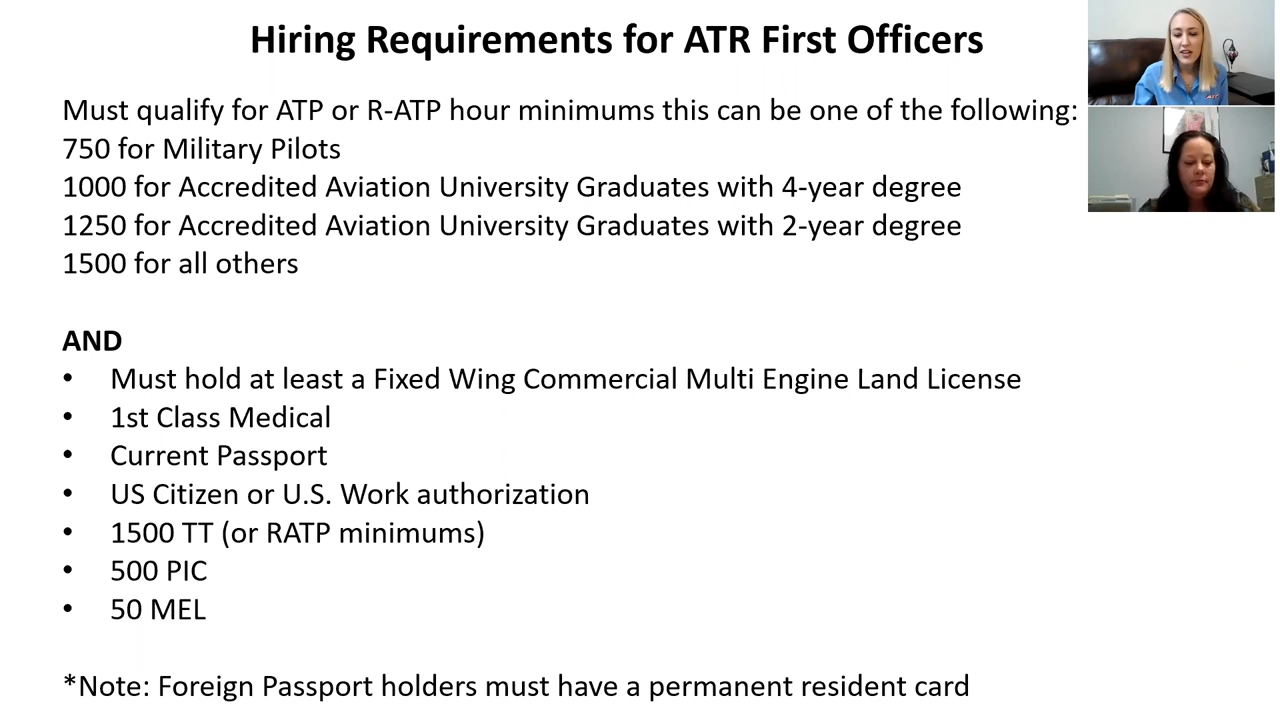 Hiring Requirements for ATR First Officers
Must qualify for ATP or R-ATP hour minimums this can be one of the following:
750 for Military Pilots
1000 for Accredited Aviation University Graduates with 4-year degree
1250 for Accredited Aviation University Graduates with 2-year degree
1500 for all others
AND
• Must hold at least a Fixed Wing Commercial Multi Engine Land License
• 1st Class Medical
• Current Passport
• US Citizen or U.S. Work authorization
• 1500 TT (or RATP minimums)
• 500 PIC
• 50 MEL
*Note: Foreign Passport holders must have a permanent resident card